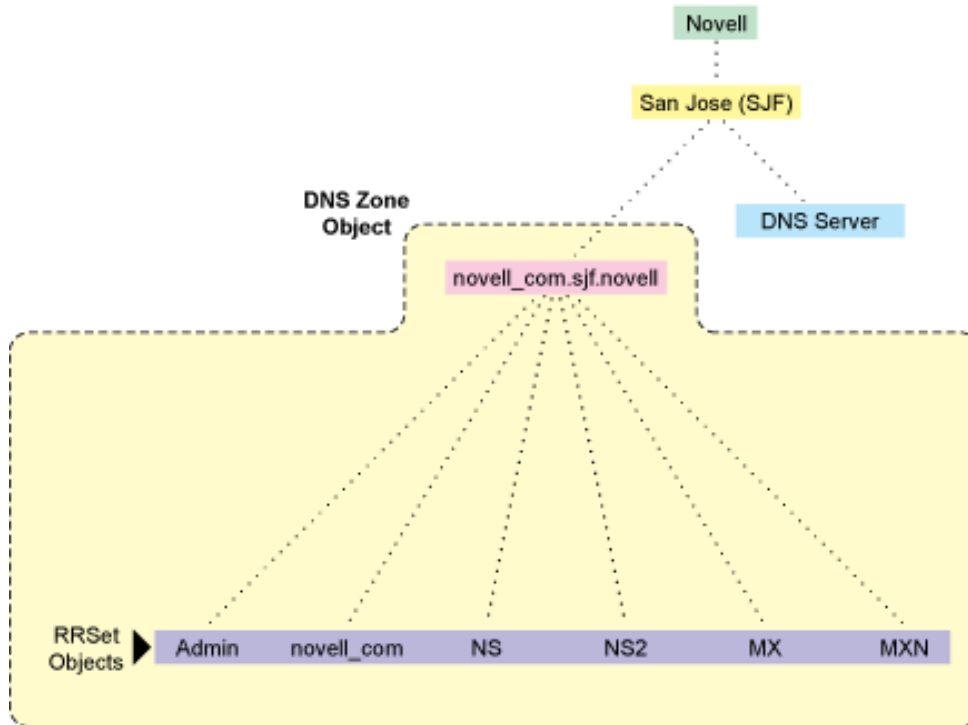 Novell
San Jose (SJF)
DNS Zone
Object
DNS Server
novell_com.sjf.novell
RRSet
Objects
Admin
novell_com
NS
NS2
MX
MXN